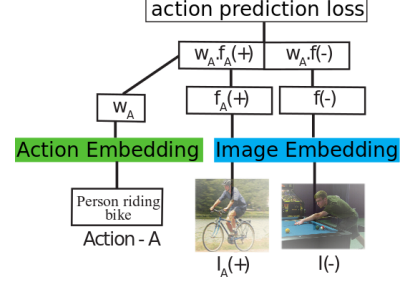 action prediction loss
w_A.f_A(+) w_A.f(-)
w_A f_A(+) f(-)
Action Embedding Image Embedding
Person riding
bike
Action - A I_A(+) I(-)